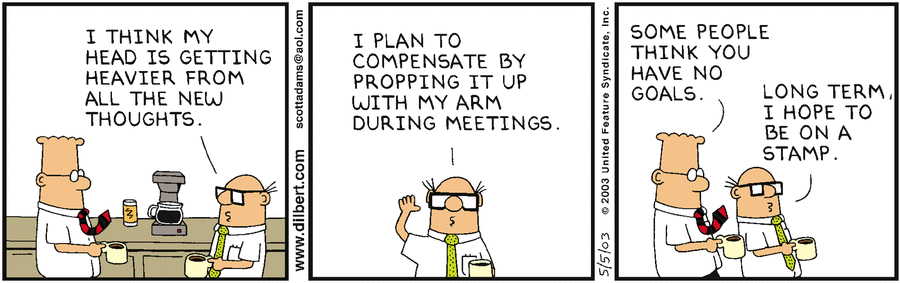 I THINK MY
HEAD IS GETTING
HEAVIER FROM
ALL THE NEW
THOUGHTS.
www.dilbert.com
scottadams@aol.com
I PLAN TO
COMPENSATE BY
PROPPING IT UP
WITH MY ARM
DURING MEETINGS.
5/5/03
© 2003 United Feature Syndicate, Inc.
SOME PEOPLE
THINK YOU
HAVE NO
GOALS.
LONG TERM,
I HOPE TO
BE ON A
STAMP.